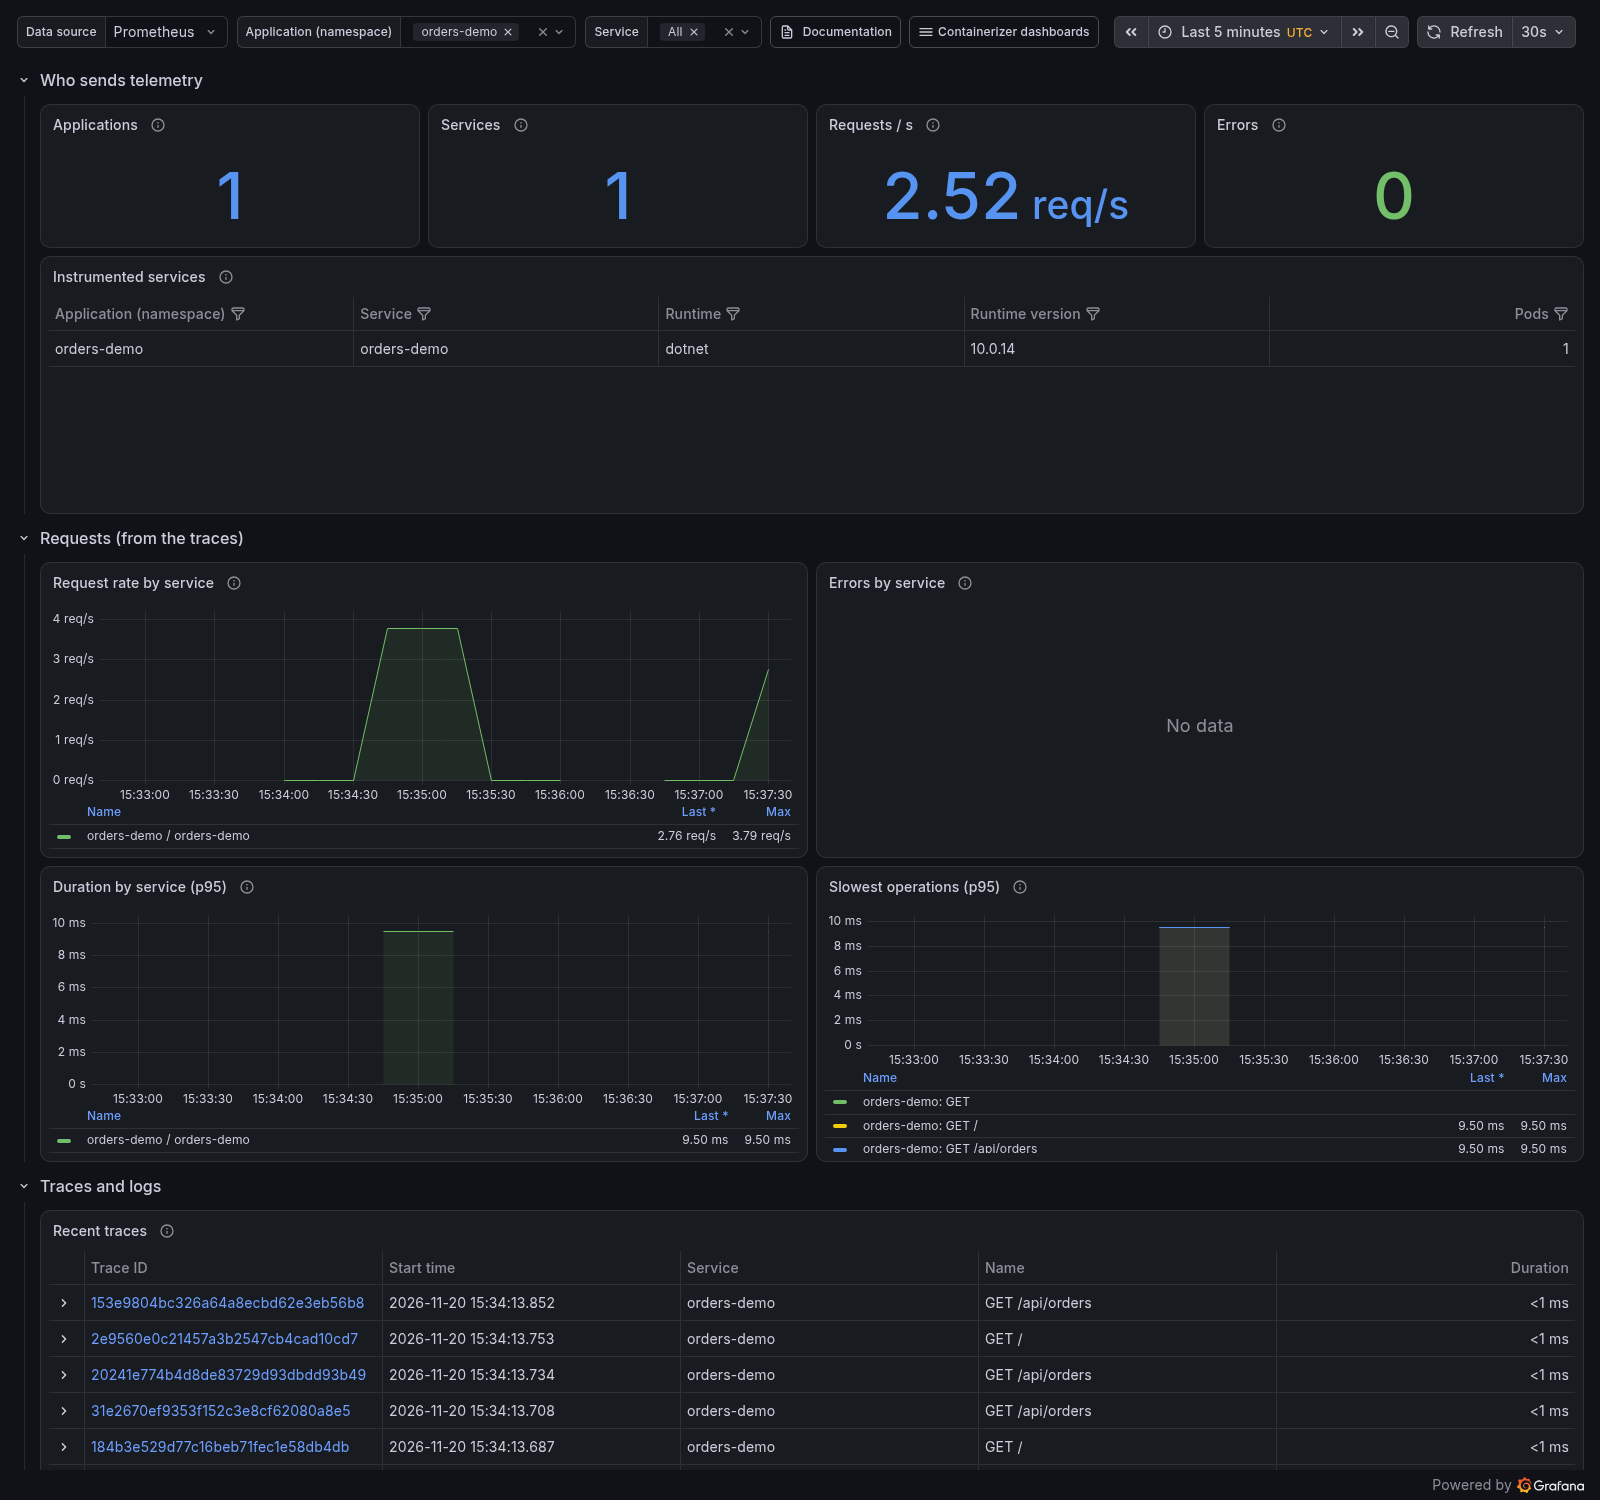 Data source Prometheus Application (namespace) orders-demo Service All Documentation Containerizer dashboards Last 5 minutes UTC Refresh 30s
Who sends telemetry
Applications Services Requests / s Errors
1 1 2.52 req/s 0
Instrumented services
Application (namespace) Service Runtime Runtime version Pods
orders-demo orders-demo dotnet 10.0.14 1
Requests (from the traces)
Request rate by service
4 req/s
3 req/s
2 req/s
1 req/s
0 req/s
15:33:00 15:33:30 15:34:00 15:34:30 15:35:00 15:35:30 15:36:00 15:36:30 15:37:00 15:37:30
Name Last * Max
orders-demo / orders-demo 2.76 req/s 3.79 req/s
Errors by service
No data
Duration by service (p95)
10 ms
8 ms
6 ms
4 ms
2 ms
0 s
15:33:00 15:33:30 15:34:00 15:34:30 15:35:00 15:35:30 15:36:00 15:36:30 15:37:00 15:37:30
Name Last * Max
orders-demo / orders-demo 9.50 ms 9.50 ms
Slowest operations (p95)
10 ms
8 ms
6 ms
4 ms
2 ms
0 s
15:33:00 15:33:30 15:34:00 15:34:30 15:35:00 15:35:30 15:36:00 15:36:30 15:37:00 15:37:30
Name Last * Max
orders-demo: GET
orders-demo: GET / 9.50 ms 9.50 ms
orders-demo: GET /api/orders 9.50 ms 9.50 ms
Traces and logs
Recent traces
Trace ID Start time Service Name Duration
153e9804bc326a64a8ecbd62e3eb56b8 2026-11-20 15:34:13.852 orders-demo GET /api/orders <1 ms
2e9560e0c21457a3b2547cb4cad10cd7 2026-11-20 15:34:13.753 orders-demo GET / <1 ms
20241e774b4d8de83729d93dbdd93b49 2026-11-20 15:34:13.734 orders-demo GET /api/orders <1 ms
31e2670ef9353f152c3e8cf62080a8e5 2026-11-20 15:34:13.708 orders-demo GET /api/orders <1 ms
184b3e529d77c16beb71fec1e58db4db 2026-11-20 15:34:13.687 orders-demo GET / <1 ms
Powered by Grafana